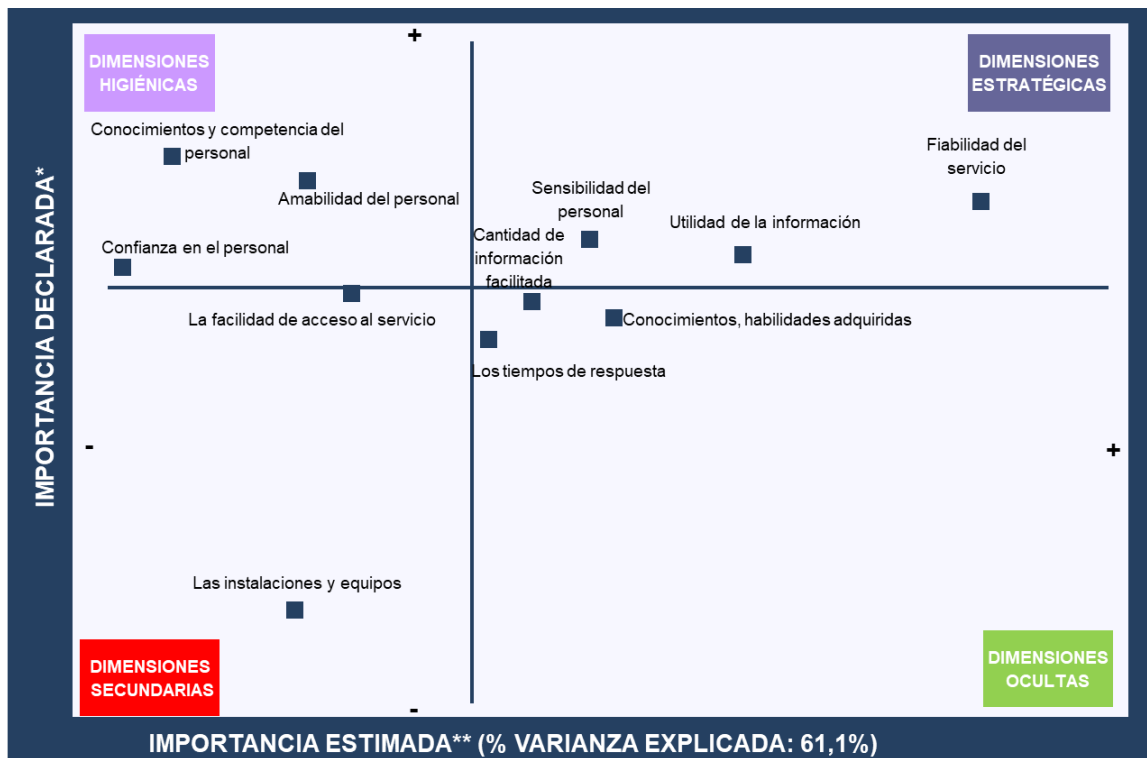 +
DIMENSIONES
HIGIÉNICAS
DIMENSIONES
ESTRATÉGICAS
Conocimientos y competencia del
personal
Amabilidad del personal
Fiabilidad del
servicio
Sensibilidad del
personal
Utilidad de la información
Cantidad de
información
facilitada
Confianza en el personal
La facilidad de acceso al servicio
Conocimientos, habilidades adquiridas
Los tiempos de respuesta
IMPORTANCIA DECLARADA*
-
+
Las instalaciones y equipos
DIMENSIONES
SECUNDARIAS
DIMENSIONES
OCULTAS
-
IMPORTANCIA ESTIMADA** (% VARIANZA EXPLICADA: 61,1%)